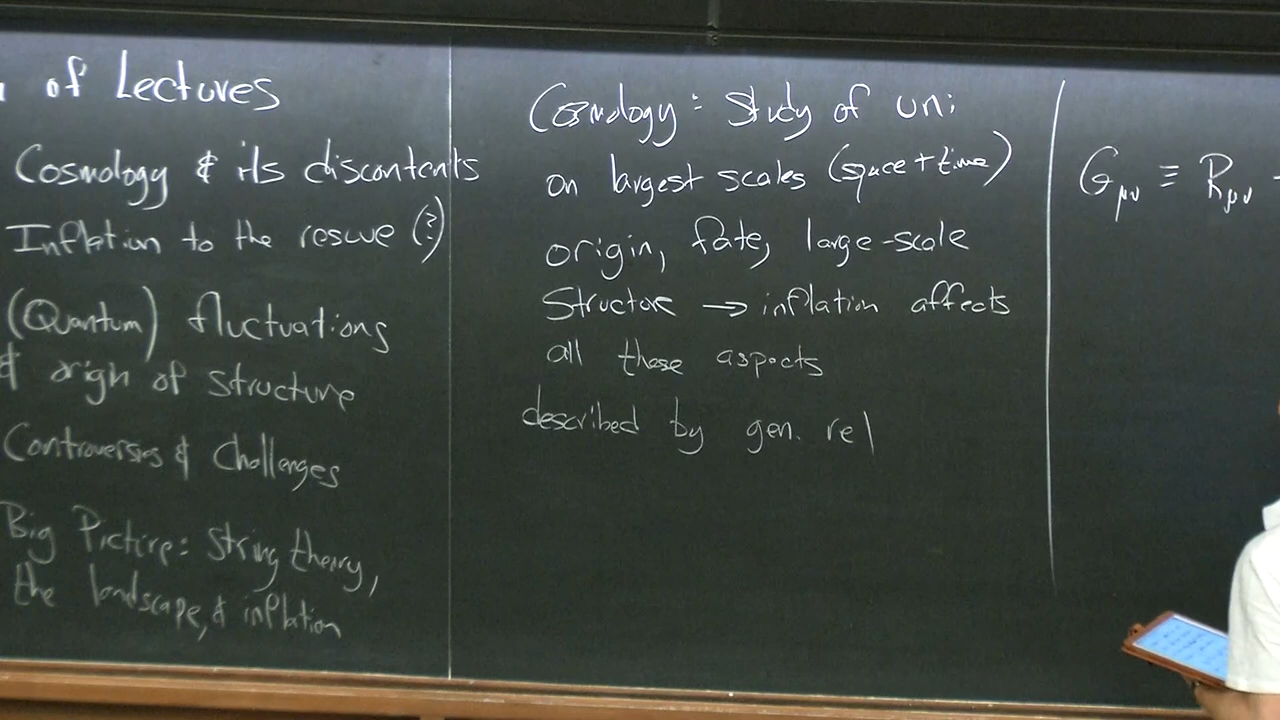 of Lectures
Cosmology & its discontents
Inflation to the rescue (?)
(Quantum) fluctuations
& origin of structure
Controversies & Challenges
Big Picture: String theory,
the landscape, & inflation
Cosmology: Study of uni
on largest scales (space + time)
origin, fate, large-scale
Structure → inflation affects
all these aspects
described by gen. rel
Gμν ≡ Rμν -